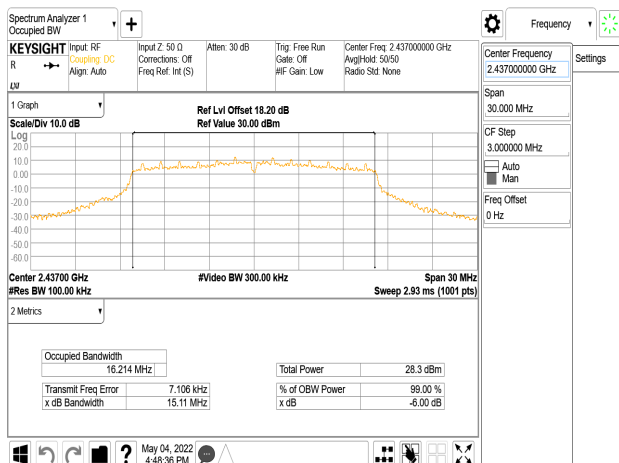 Spectrum Analyzer 1
Occupied BW
Frequency
KEYSIGHT
R
Input: RF
Coupling: DC
Align: Auto
Input Z: 50 Ω
Corrections: Off
Freq Ref: Int (S)
Atten: 30 dB
Trig: Free Run
Gate: Off
#IF Gain: Low
Center Freq: 2.437000000 GHz
Avg|Hold: 50/50
Radio Std: None
Center Frequency
2.437000000 GHz
Settings
Span
30.000 MHz
CF Step
3.000000 MHz
Auto
Man
Freq Offset
0 Hz
1 Graph
Scale/Div 10.0 dB
Ref Lvl Offset 18.20 dB
Ref Value 30.00 dBm
Log
20.0
10.0
0.00
-10.0
-20.0
-30.0
-40.0
-50.0
-60.0
Center 2.43700 GHz
#Res BW 100.00 kHz
#Video BW 300.00 kHz
Span 30 MHz
Sweep 2.93 ms (1001 pts)
2 Metrics
Occupied Bandwidth
16.214 MHz
Transmit Freq Error 7.106 kHz
x dB Bandwidth 15.11 MHz
Total Power 28.3 dBm
% of OBW Power 99.00 %
x dB -6.00 dB
May 04, 2022
4:48:36 PM